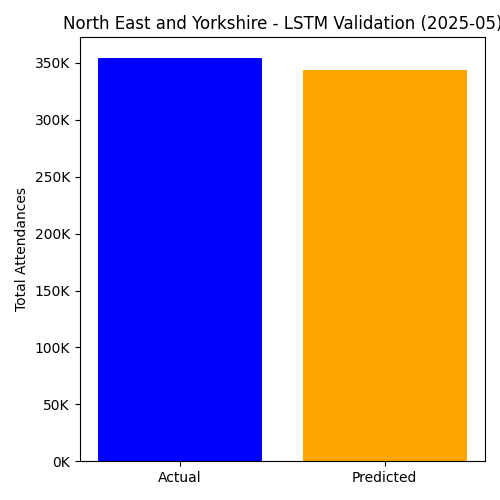 North East and Yorkshire - LSTM Validation (2025-05)
Total Attendances
350K
300K
250K
200K
150K
100K
50K
0K
Actual
Predicted